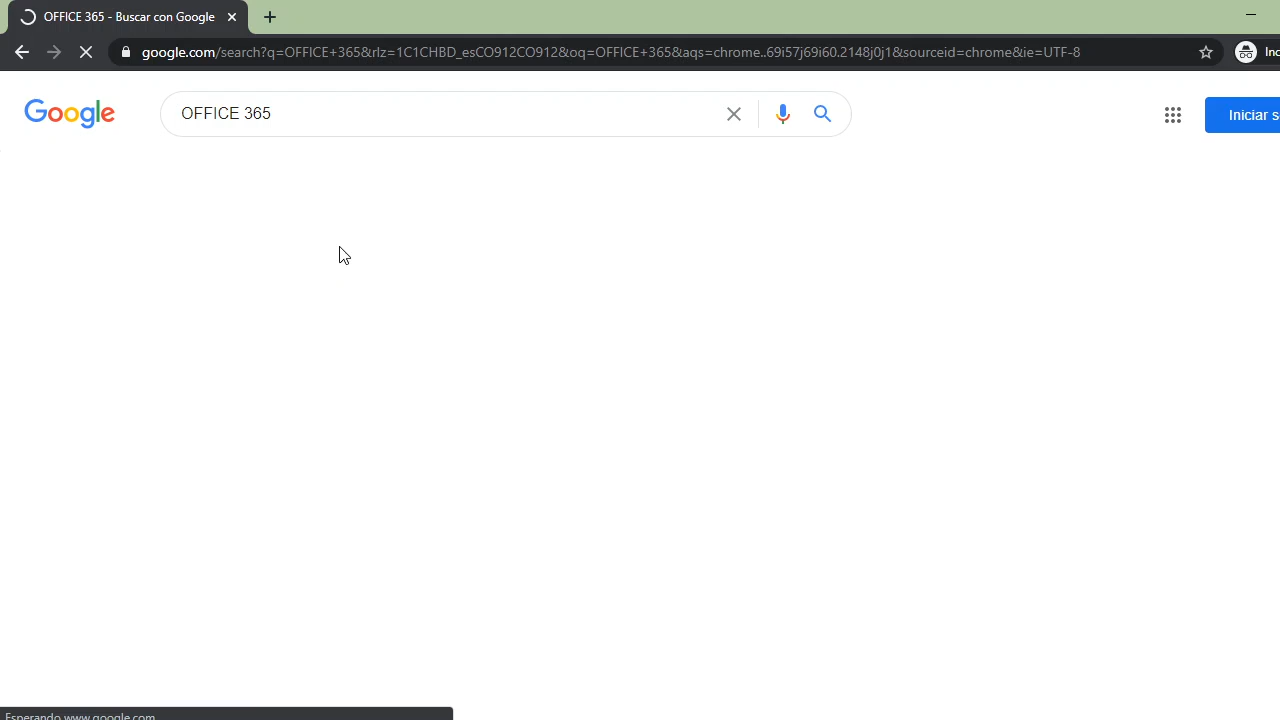 OFFICE 365 - Buscar con Google
google.com/search?q=OFFICE+365&rlz=1C1CHBD_esCO912CO912&oq=OFFICE+365&aqs=chrome..69i57j69i60.2148j0j1&sourceid=chrome&ie=UTF-8
Inc
Google
OFFICE 365
Iniciar s
Esperando www.google.com